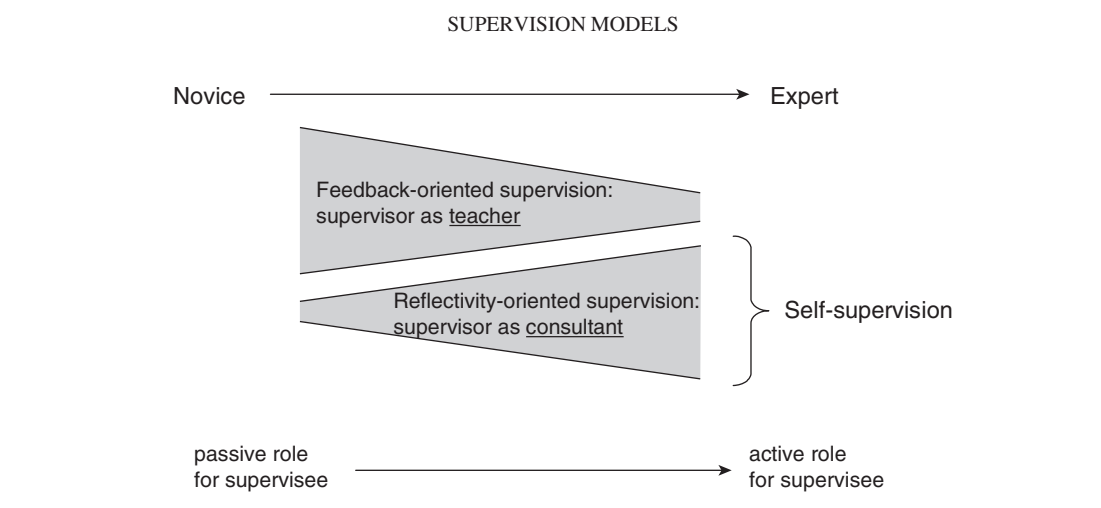 SUPERVISION MODELS
Novice
Expert
Feedback-oriented supervision:
supervisor as teacher
Reflectivity-oriented supervision:
supervisor as consultant
Self-supervision
passive role
for supervisee
active role
for supervisee